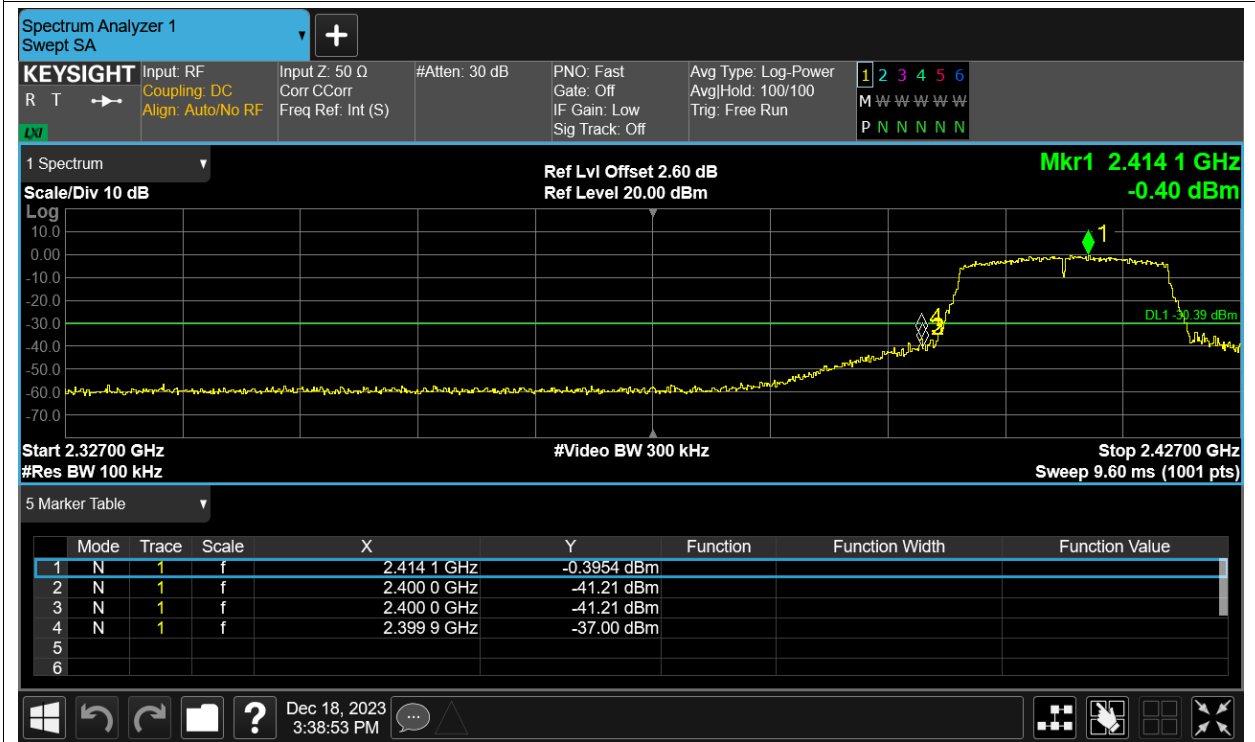 Spectrum Analyzer 1
Swept SA
+
KEYSIGHT
R T
LXI
Input: RF
Coupling: DC
Align: Auto/No RF
Input Z: 50 Ω
Corr CCorr
Freq Ref: Int (S)
#Atten: 30 dB
PNO: Fast
Gate: Off
IF Gain: Low
Sig Track: Off
Avg Type: Log-Power
Avg|Hold: 100/100
Trig: Free Run
1 2 3 4 5 6
M W W W W W
P N N N N N
1 Spectrum
Scale/Div 10 dB
Ref Lvl Offset 2.60 dB
Ref Level 20.00 dBm
Mkr1 2.414 1 GHz
-0.40 dBm
Log
10.0
0.00
-10.0
-20.0
-30.0
-40.0
-50.0
-60.0
-70.0
1
4
DL1 -30.39 dBm
Start 2.32700 GHz
#Res BW 100 kHz
#Video BW 300 kHz
Stop 2.42700 GHz
Sweep 9.60 ms (1001 pts)
5 Marker Table
Mode Trace Scale X Y Function Function Width Function Value
1 N 1 f 2.414 1 GHz -0.3954 dBm
2 N 1 f 2.400 0 GHz -41.21 dBm
3 N 1 f 2.400 0 GHz -41.21 dBm
4 N 1 f 2.399 9 GHz -37.00 dBm
5
6
?
Dec 18, 2023
3:38:53 PM